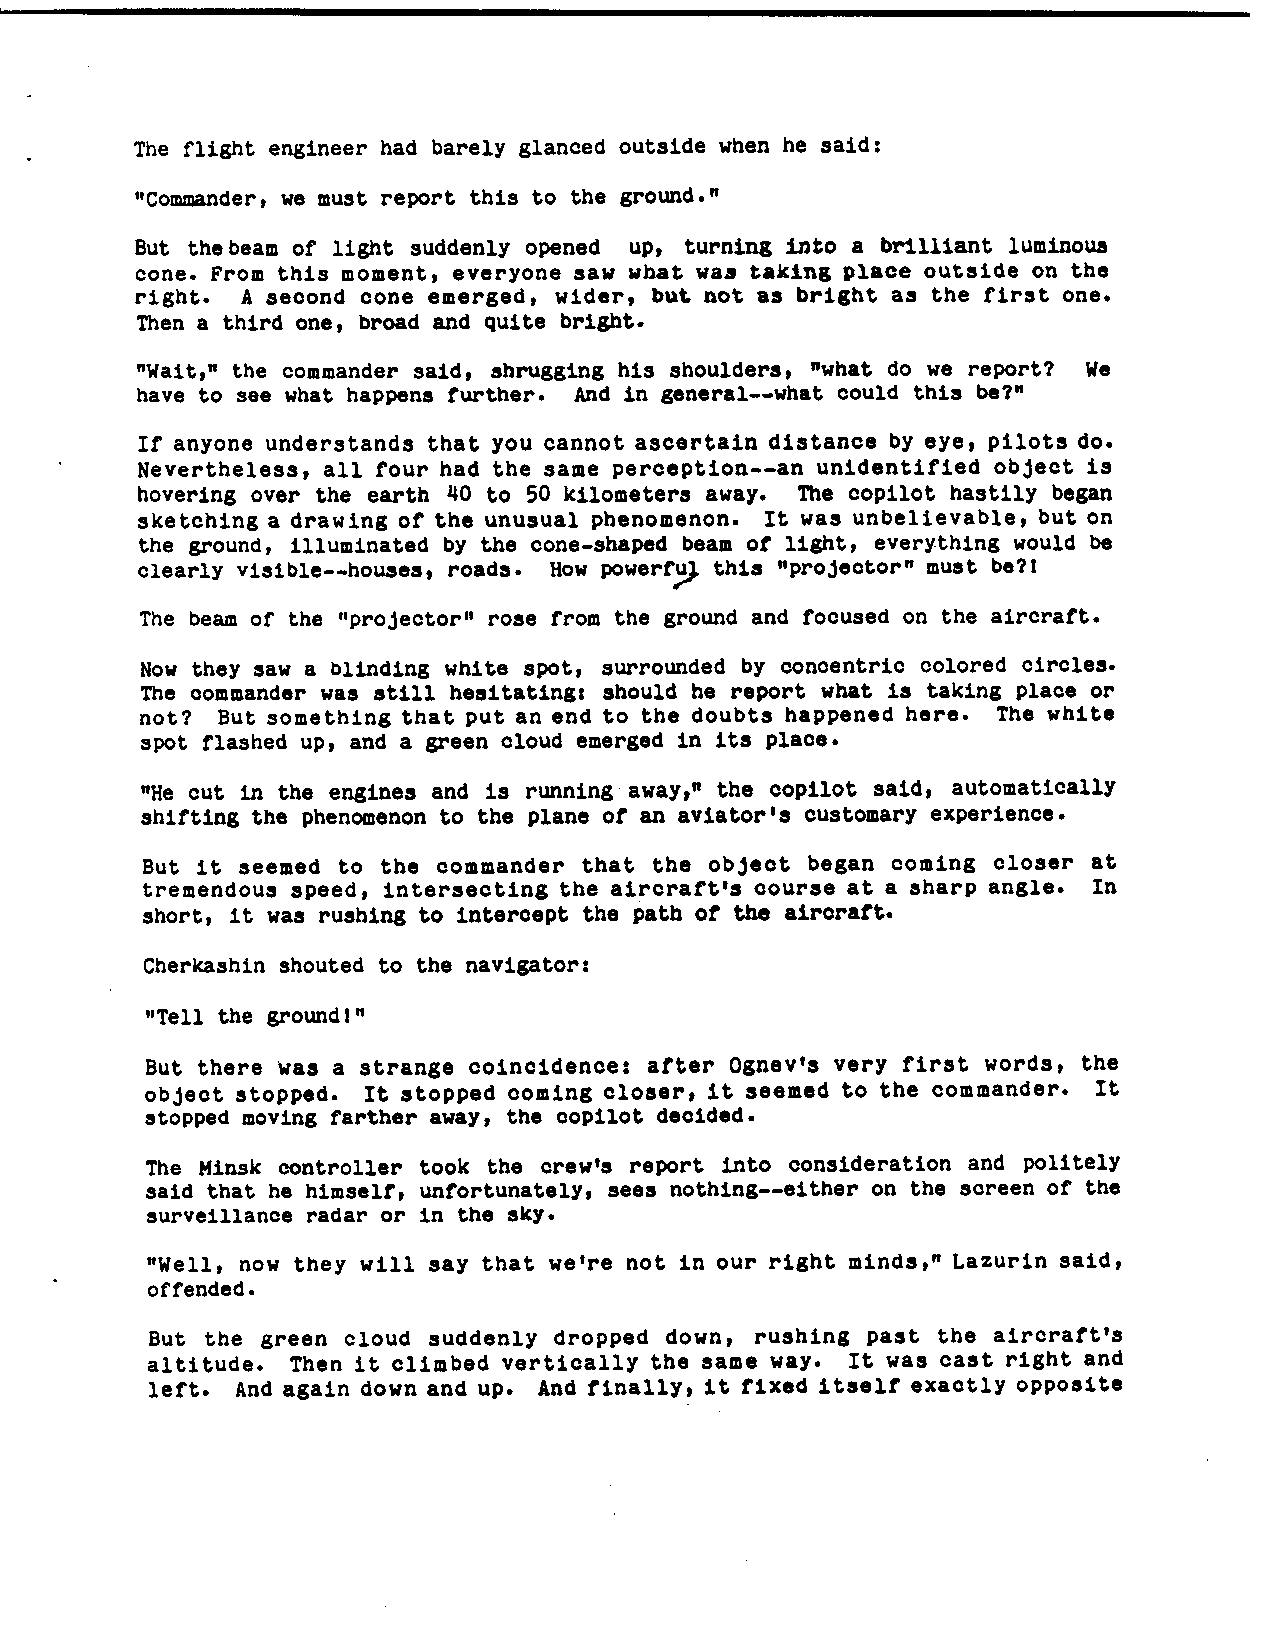 The flight engineer had barely glanced outside when he said:
"Commander, we must report this to the ground."
But the beam of light suddenly opened up, turning into a brilliant luminous
cone. From this moment, everyone saw what was taking place outside on the
right. A second cone emerged, wider, but not as bright as the first one.
Then a third one, broad and quite bright.
"Wait," the commander said, shrugging his shoulders, "what do we report? We
have to see what happens further. And in general--what could this be?"
If anyone understands that you cannot ascertain distance by eye, pilots do.
Nevertheless, all four had the same perception--an unidentified object is
hovering over the earth 40 to 50 kilometers away. The copilot hastily began
sketching a drawing of the unusual phenomenon. It was unbelievable, but on
the ground, illuminated by the cone-shaped beam of light, everything would be
clearly visible--houses, roads. How powerful this "projector" must be?!
The beam of the "projector" rose from the ground and focused on the aircraft.
Now they saw a blinding white spot, surrounded by concentric colored circles.
The commander was still hesitating: should he report what is taking place or
not? But something that put an end to the doubts happened here. The white
spot flashed up, and a green cloud emerged in its place.
"He cut in the engines and is running away," the copilot said, automatically
shifting the phenomenon to the plane of an aviator's customary experience.
But it seemed to the commander that the object began coming closer at
tremendous speed, intersecting the aircraft's course at a sharp angle. In
short, it was rushing to intercept the path of the aircraft.
Cherkashin shouted to the navigator:
"Tell the ground!"
But there was a strange coincidence: after Ognev's very first words, the
object stopped. It stopped coming closer, it seemed to the commander. It
stopped moving farther away, the copilot decided.
The Minsk controller took the crew's report into consideration and politely
said that he himself, unfortunately, sees nothing--either on the screen of the
surveillance radar or in the sky.
"Well, now they will say that we're not in our right minds," Lazurin said,
offended.
But the green cloud suddenly dropped down, rushing past the aircraft's
altitude. Then it climbed vertically the same way. It was cast right and
left. And again down and up. And finally, it fixed itself exactly opposite